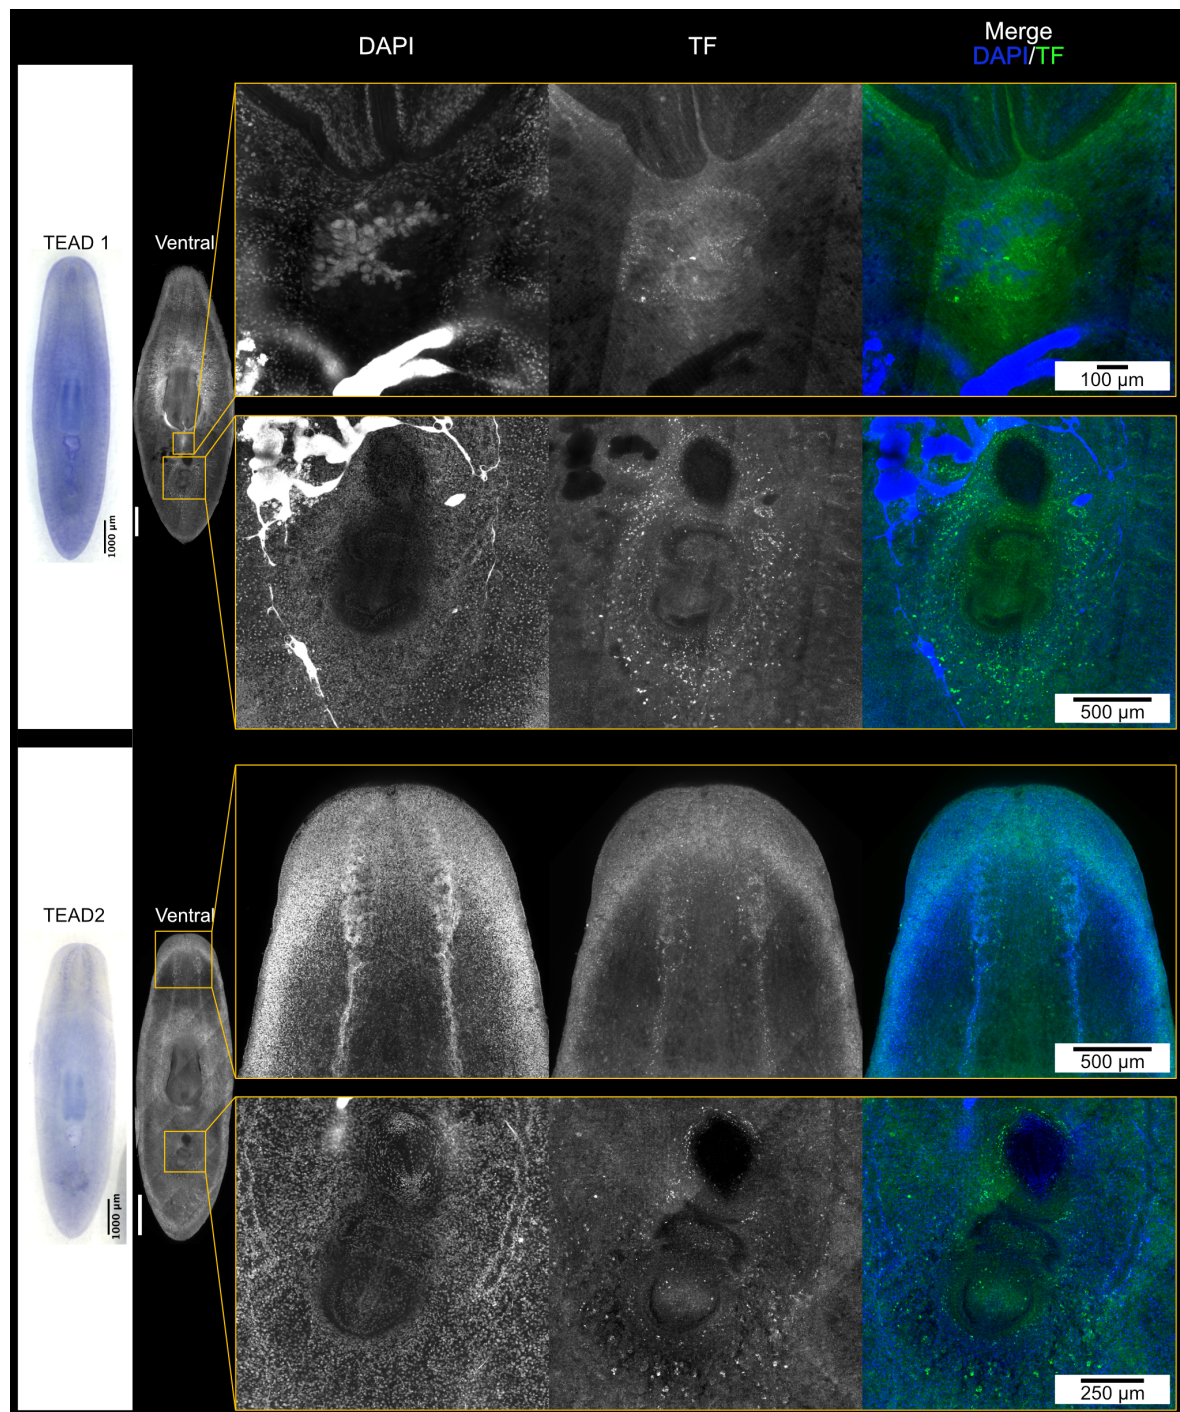 DAPI
TF
Merge
DAPI/TF
TEAD 1
Ventral
1000 µm
100 µm
500 µm
TEAD2
Ventral
1000 µm
500 µm
250 µm